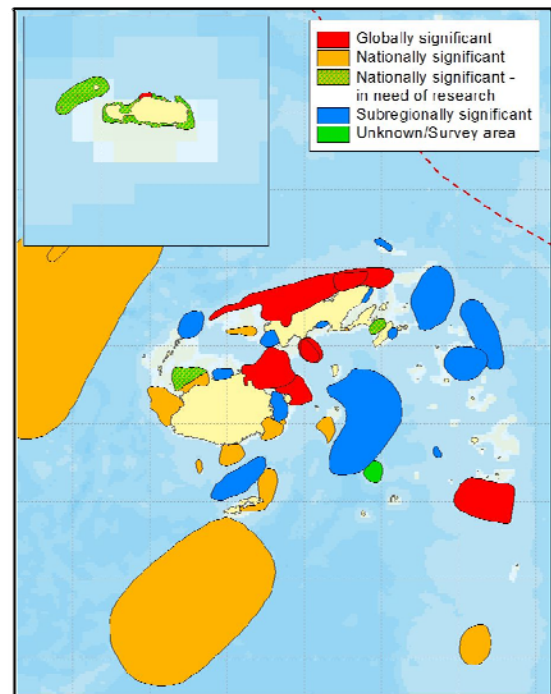 Globally significant
Nationally significant
Nationally significant -
in need of research
Subregionally significant
Unknown/Survey area